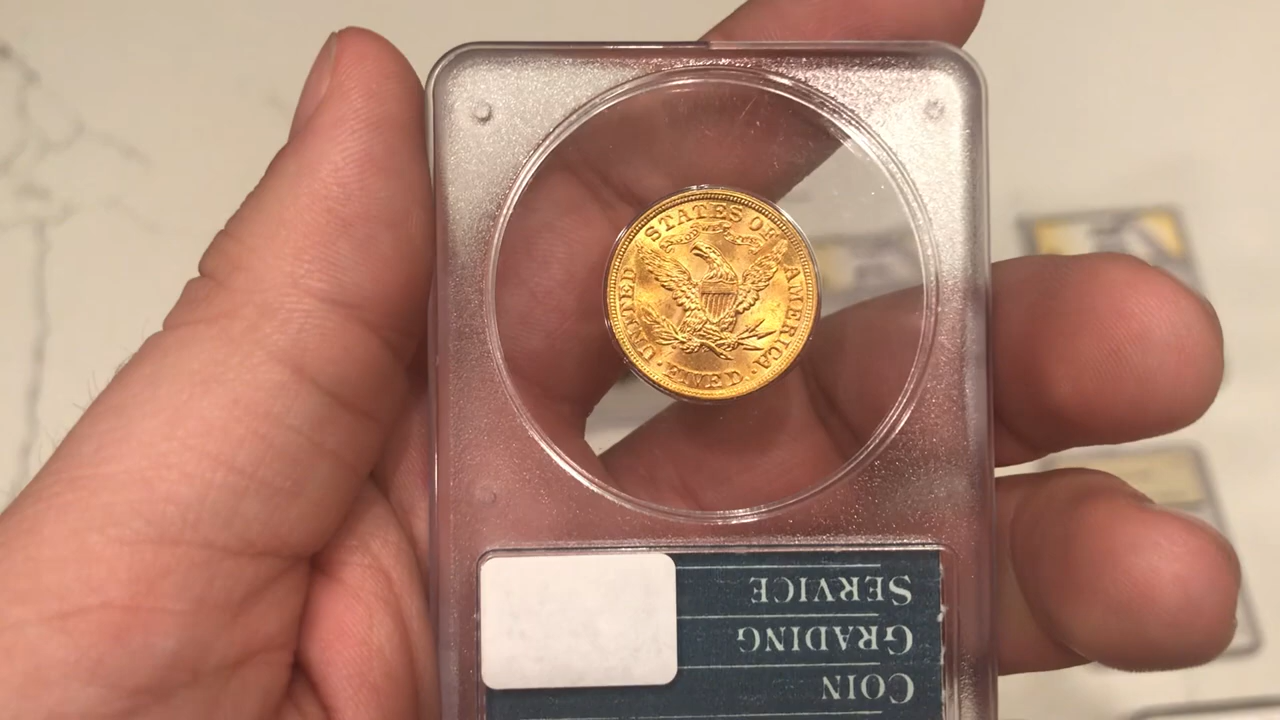 UNITED STATES OF AMERICA
FIVE D.
COIN
GRADING
SERVICE